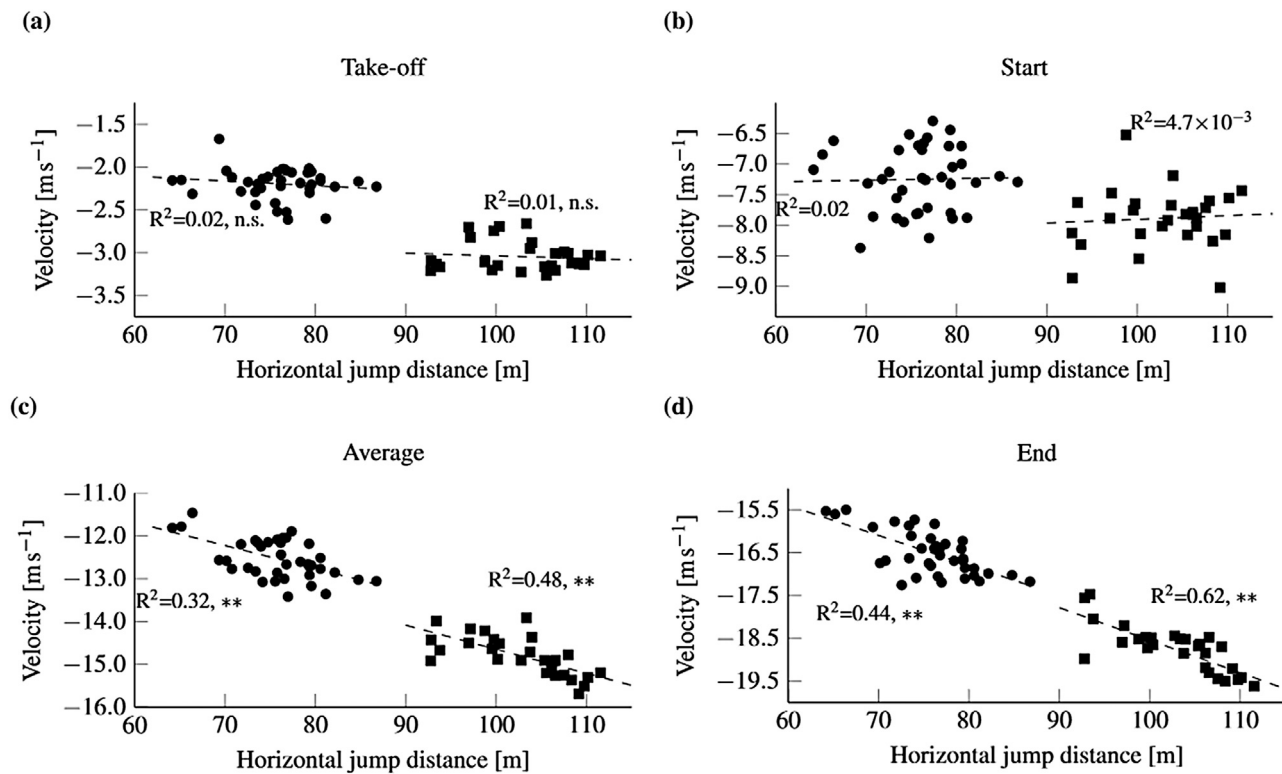 (a)
Take-off
−1.5
−2.0
−2.5
−3.0
−3.5
Velocity [m s⁻¹]
R²=0.02, n.s.
R²=0.01, n.s.
60 70 80 90 100 110
Horizontal jump distance [m]
(b)
Start
−6.5
−7.0
−7.5
−8.0
−8.5
−9.0
Velocity [m s⁻¹]
R²=0.02
R²=4.7×10⁻³
60 70 80 90 100 110
Horizontal jump distance [m]
(c)
Average
−11.0
−12.0
−13.0
−14.0
−15.0
−16.0
Velocity [m s⁻¹]
R²=0.32, **
R²=0.48, **
60 70 80 90 100 110
Horizontal jump distance [m]
(d)
End
−15.5
−16.5
−17.5
−18.5
−19.5
Velocity [m s⁻¹]
R²=0.44, **
R²=0.62, **
60 70 80 90 100 110
Horizontal jump distance [m]